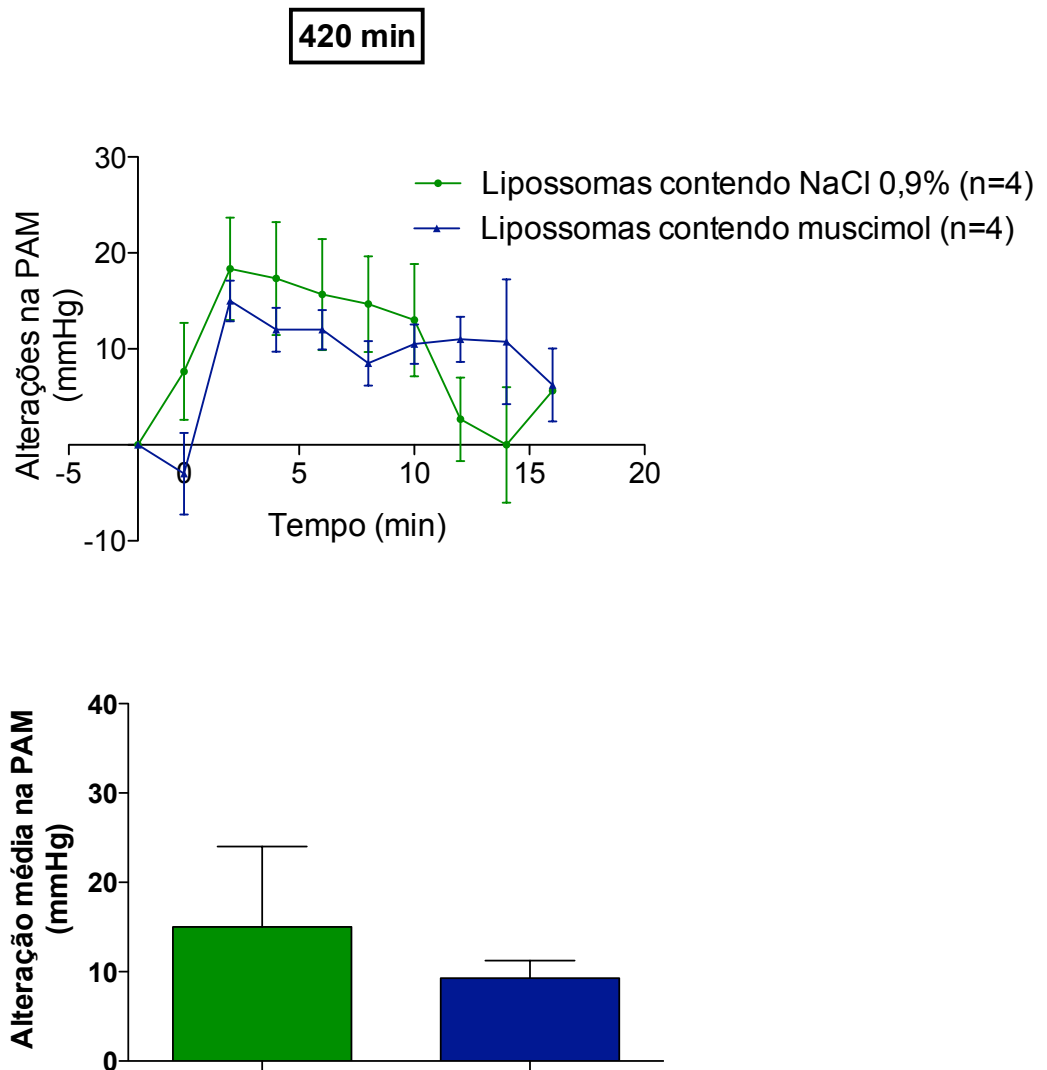 420 min
30
20
10
-10
Alterações na PAM
(mmHg)
Lipossomas contendo NaCl 0,9% (n=4)
Lipossomas contendo muscimol (n=4)
-5
0
5
10
15
20
Tempo (min)
Alteração média na PAM
(mmHg)
40
30
20
10
0